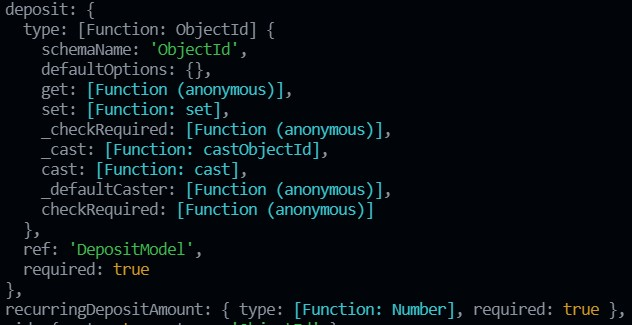 deposit: {
type: [Function: ObjectId] {
schemaName: 'ObjectId',
defaultOptions: {},
get: [Function (anonymous)],
set: [Function: set],
_checkRequired: [Function (anonymous)],
_cast: [Function: castObjectId],
cast: [Function: cast],
_defaultCaster: [Function (anonymous)],
checkRequired: [Function (anonymous)]
},
ref: 'DepositModel',
required: true
},
recurringDepositAmount: { type: [Function: Number], required: true },